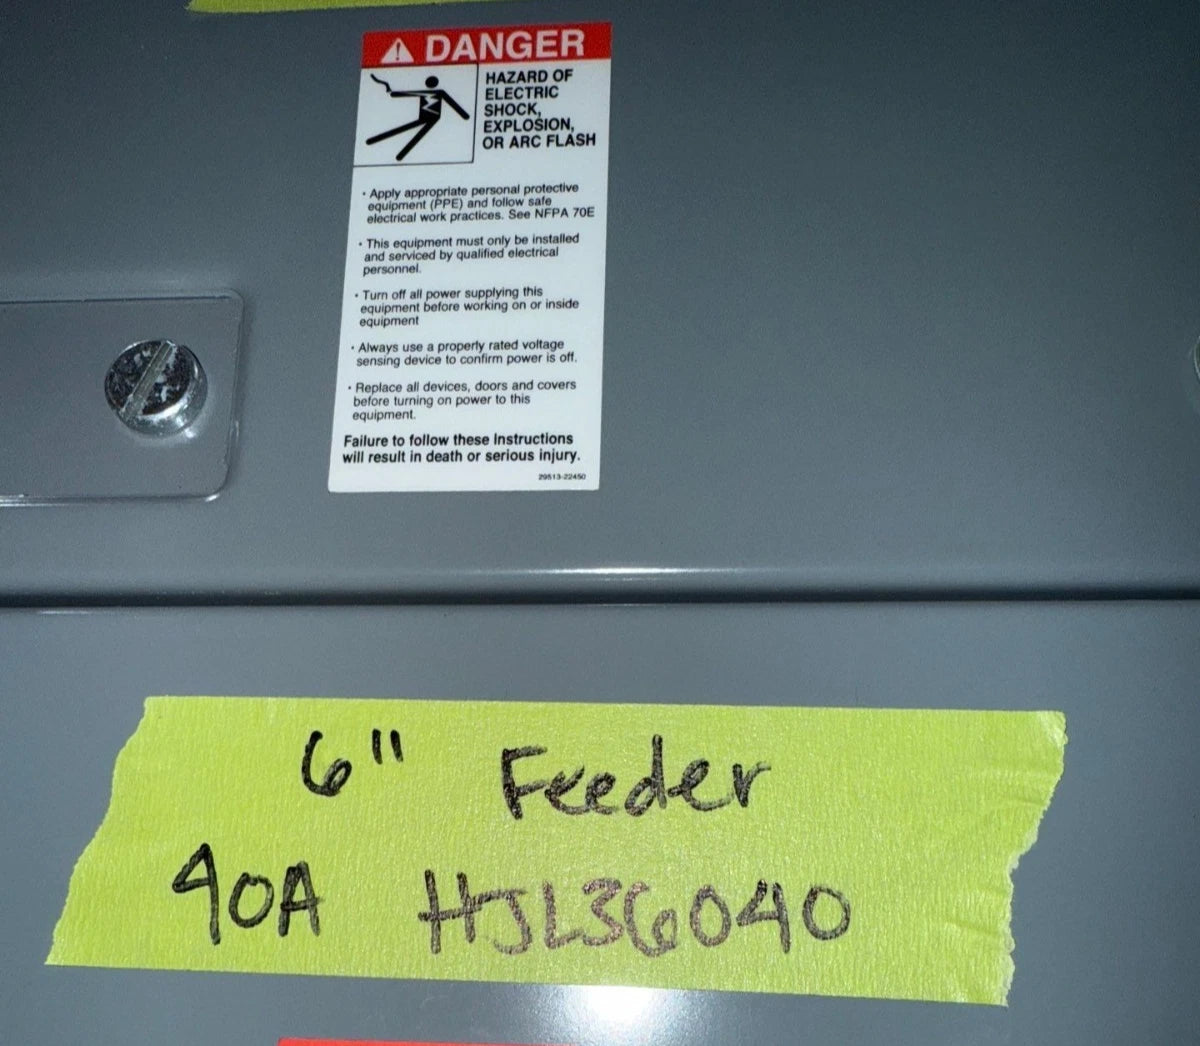 DANGER
HAZARD OF
ELECTRIC
SHOCK,
EXPLOSION,
OR ARC FLASH
· Apply appropriate personal protective
equipment (PPE) and follow safe
electrical work practices. See NFPA 70E
· This equipment must only be installed
and serviced by qualified electrical
personnel.
· Turn off all power supplying this
equipment before working on or inside
equipment
· Always use a properly rated voltage
sensing device to confirm power is off.
· Replace all devices, doors and covers
before turning on power to this
equipment.
Failure to follow these Instructions
will result in death or serious injury.
29513-22450
6" Feeder
40A HJL36040